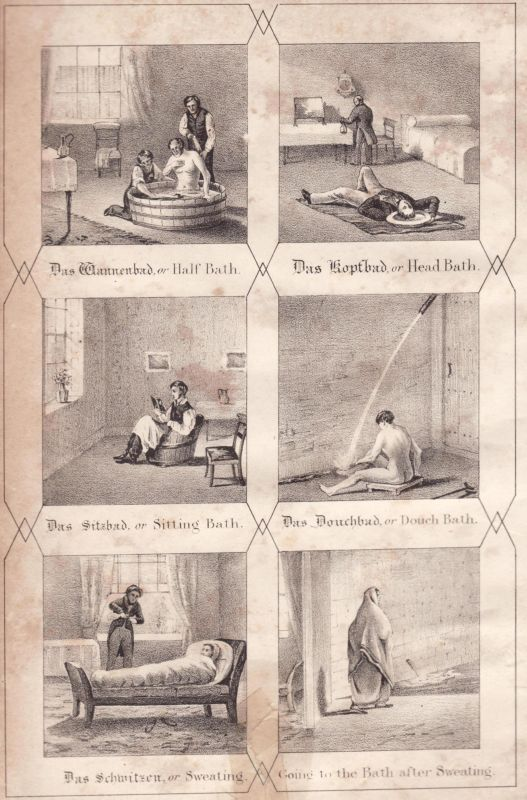 Das Wannenbad, or Half Bath.
Das Kopfbad, or Head Bath.
Das Sitzbad, or Sitting Bath.
Das Douchbad, or Douch Bath.
Das Schwitzen, or Sweating.
Going to the Bath after Sweating.